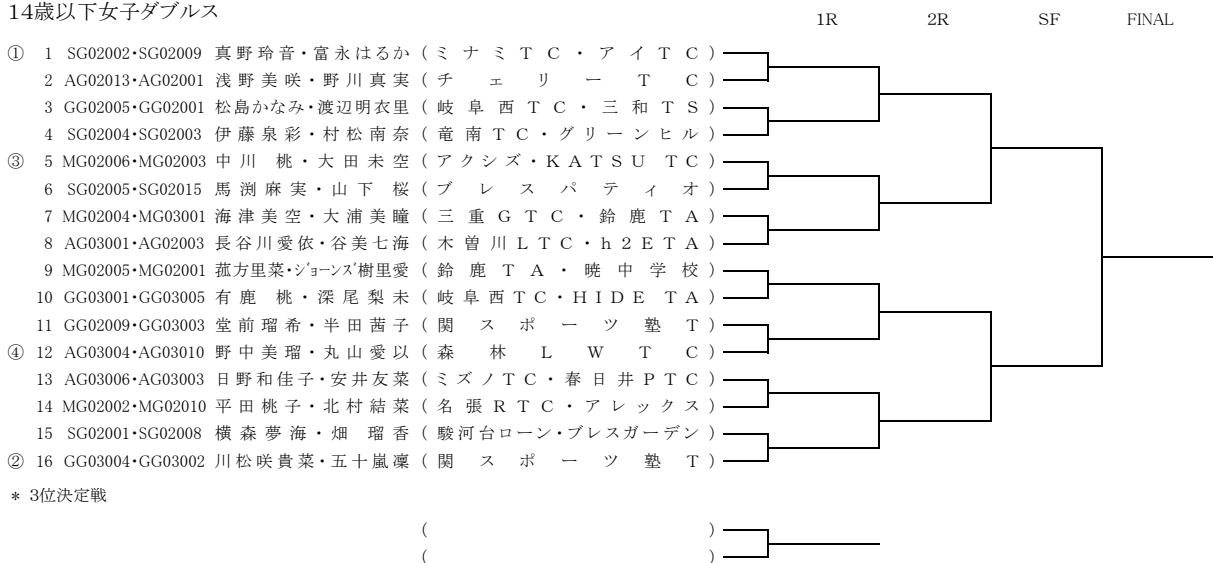 14歳以下女子ダブルス
1R 2R SF FINAL
① 1 SG02002・SG02009 真野玲音・富永はるか (ミナミTC・アイTC)
2 AG02013・AG02001 浅野美咲・野川真実 (チェリーTC)
3 GG02005・GG02001 松島かなみ・渡辺明衣里 (岐阜西TC・三和TS)
4 SG02004・SG02003 伊藤泉彩・村松南奈 (竜南TC・グリーンヒル)
③ 5 MG02006・MG02003 中川 桃・大田未空 (アクシズ・KATSU TC)
6 SG02005・SG02015 馬渕麻実・山下 桜 (ブレスパティオ)
7 MG02004・MG03001 海津美空・大浦美瞳 (三重GTC・鈴鹿TA)
8 AG03001・AG02003 長谷川愛依・谷美七海 (木曽川LTC・h2ETA)
9 MG02005・MG02001 菰方里菜・ジョーンズ樹里愛 (鈴鹿TA・暁中学校)
10 GG03001・GG03005 有鹿 桃・深尾梨未 (岐阜西TC・HIDE TA)
11 GG02009・GG03003 堂前瑠希・半田茜子 (関スポーツ塾T)
④ 12 AG03004・AG03010 野中美瑠・丸山愛以 (森林LWTC)
13 AG03006・AG03003 日野和佳子・安井友菜 (ミズノTC・春日井PTC)
14 MG02002・MG02010 平田桃子・北村結菜 (名張RTC・アレックス)
15 SG02001・SG02008 横森夢海・畑 瑠香 (駿河台ローン・ブレスガーデン)
② 16 GG03004・GG03002 川松咲貴菜・五十嵐凜 (関スポーツ塾T)
* 3位決定戦
( )
( )